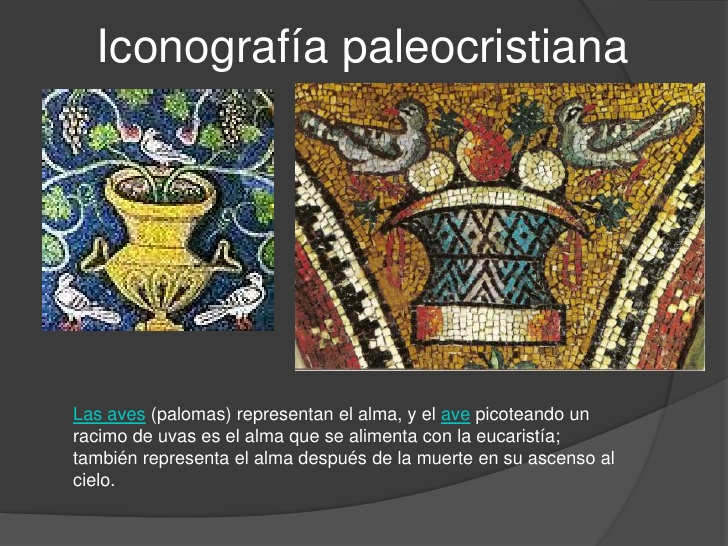 Iconografía paleocristiana
Las aves (palomas) representan el alma, y el ave picoteando un
racimo de uvas es el alma que se alimenta con la eucaristía;
también representa el alma después de la muerte en su ascenso al
cielo.